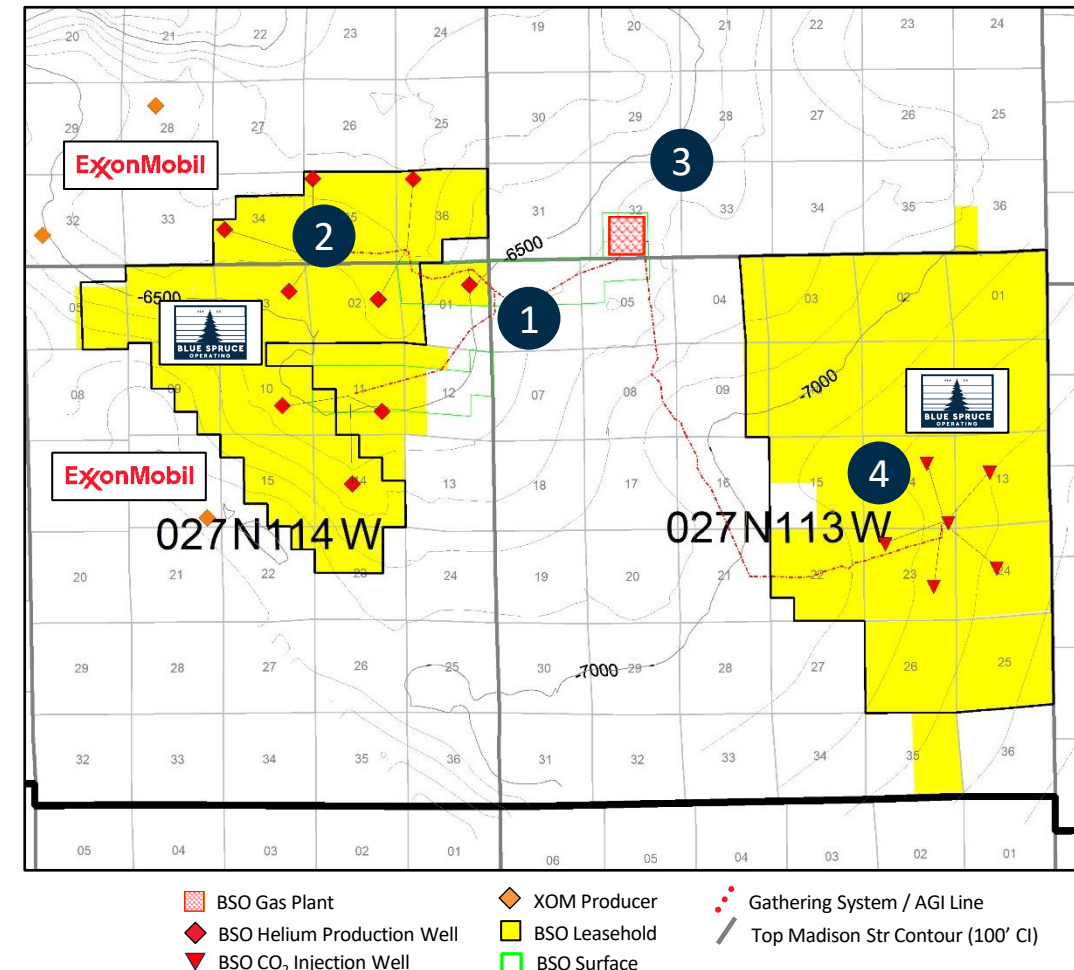 20 21 22 23 24 19 20 21 22 23 24
29 28 27 26 25 30 29 28 27 26 25
ExxonMobil
3
32 33 34 35 36 31 32 33 34 35 36
2
-6500
05 -6500 03 02 01 05 04 03 02 01
1
BLUE SPRUCE
OPERATING
-7000
08 09 10 11 12 07 08 09
BLUE SPRUCE
OPERATING
ExxonMobil
4
15 14 13 18 17 16 15 14 13
027N114W 027N113W
20 21 22 23 24 19 20 21 22 23 24
29 28 27 26 25 30 -7000 29 28 27 26 25
32 33 34 35 36 31 32 33 34 35 36
05 04 03 02 01 06 05 04 03 02 01
BSO Gas Plant XOM Producer Gathering System / AGI Line
BSO Helium Production Well BSO Leasehold Top Madison Str Contour (100' CI)
BSO CO₂ Injection Well BSO Surface